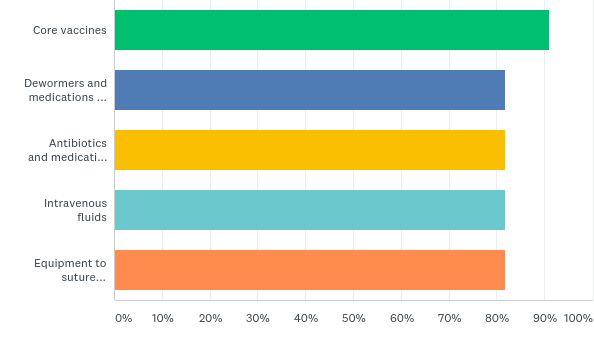 Core vaccines
Dewormers and
medications ...
Antibiotics
and medicati...
Intravenous
fluids
Equipment to
suture...
0% 10% 20% 30% 40% 50% 60% 70% 80% 90% 100%